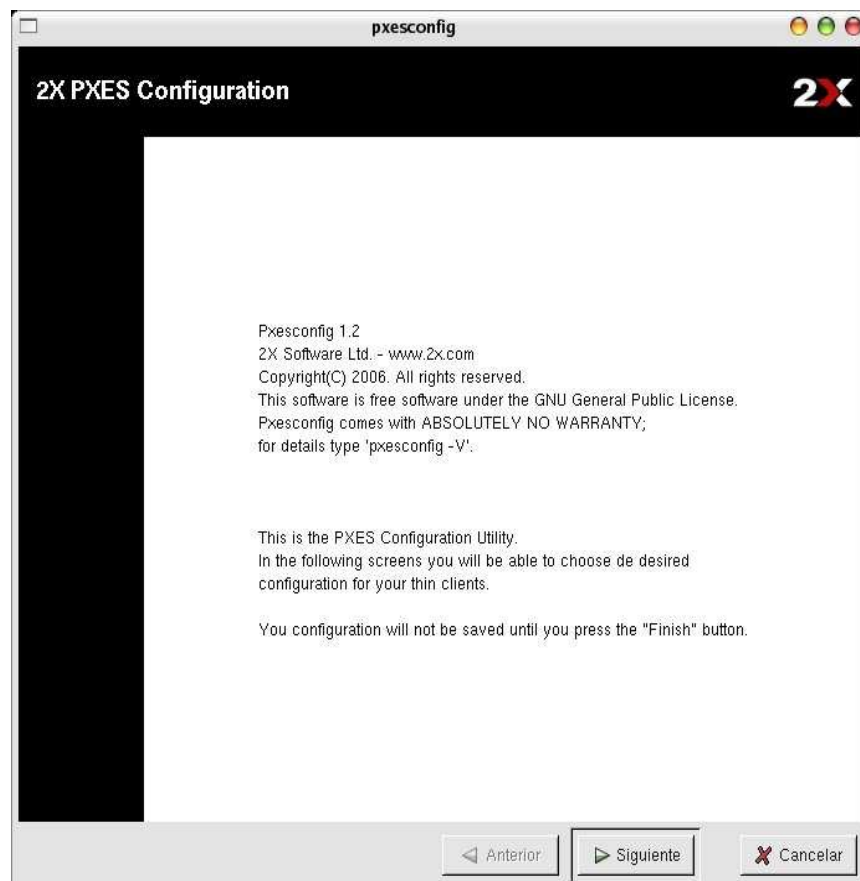 pxesconfig
2X PXES Configuration
2X
Pxesconfig 1.2
2X Software Ltd. - www.2x.com
Copyright(C) 2006. All rights reserved.
This software is free software under the GNU General Public License.
Pxesconfig comes with ABSOLUTELY NO WARRANTY;
for details type 'pxesconfig -V'.
This is the PXES Configuration Utility.
In the following screens you will be able to choose de desired
configuration for your thin clients.
You configuration will not be saved until you press the "Finish" button.
Anterior
Siguiente
Cancelar